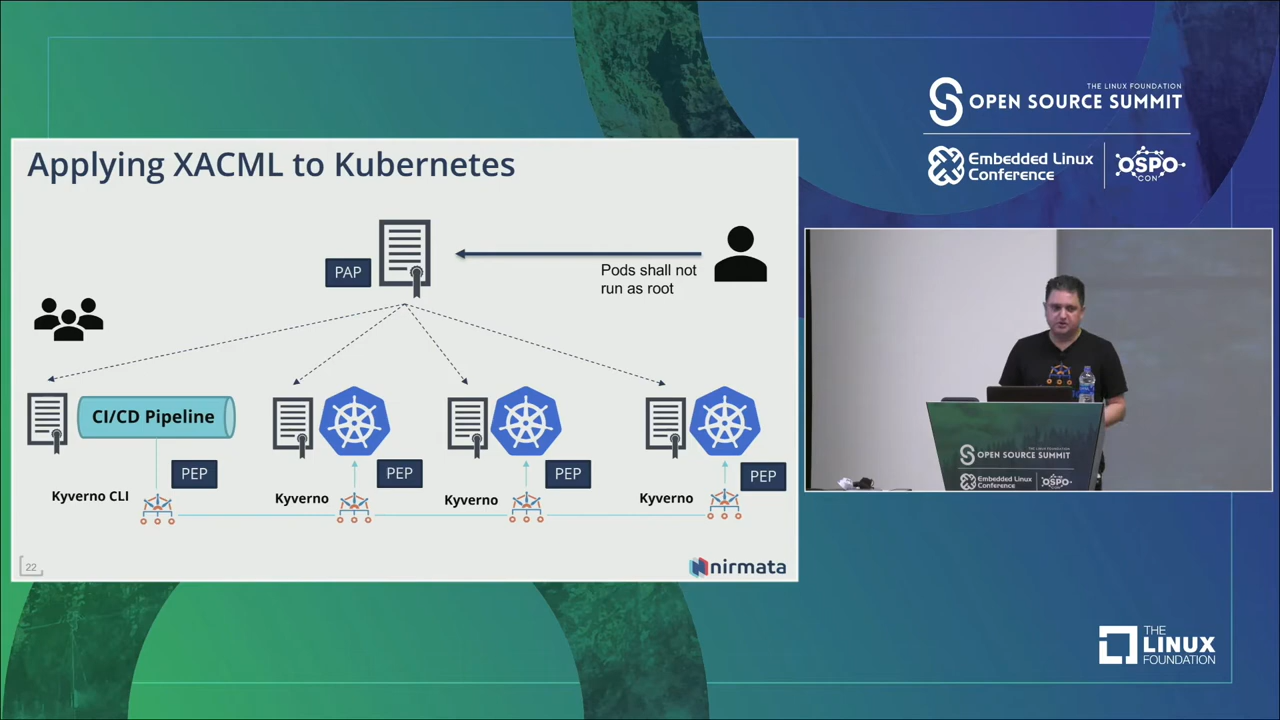 THE LINUX FOUNDATION
OPEN SOURCE SUMMIT
Embedded Linux
Conference
OSPO
CON
Applying XACML to Kubernetes
PAP
Pods shall not
run as root
CI/CD Pipeline
PEP
PEP
PEP
PEP
Kyverno CLI
Kyverno
Kyverno
Kyverno
22
nirmata
OPEN SOURCE SUMMIT
Embedded Linux
Conference
OSPO
CON
THE
LINUX
FOUNDATION